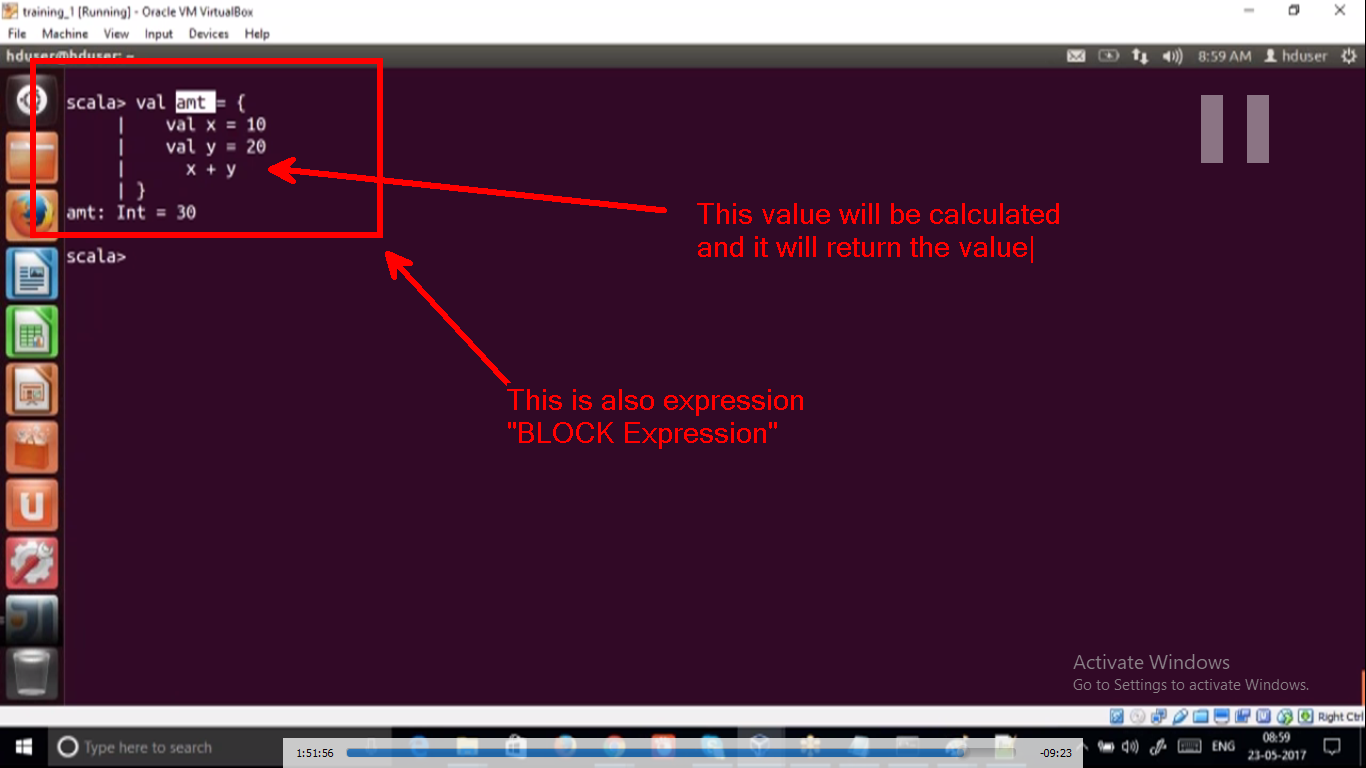 training_1 [Running] - Oracle VM VirtualBox
File Machine View Input Devices Help
hduser@hduser: ~
8:59 AM hduser
scala> val amt = {
| val x = 10
| val y = 20
| x + y
| }
amt: Int = 30
scala>
This value will be calculated
and it will return the value|
This is also expression
"BLOCK Expression"
Activate Windows
Go to Settings to activate Windows.
Right Ctrl
Type here to search
1:51:56
-09:23
ENG
08:59
23-05-2017